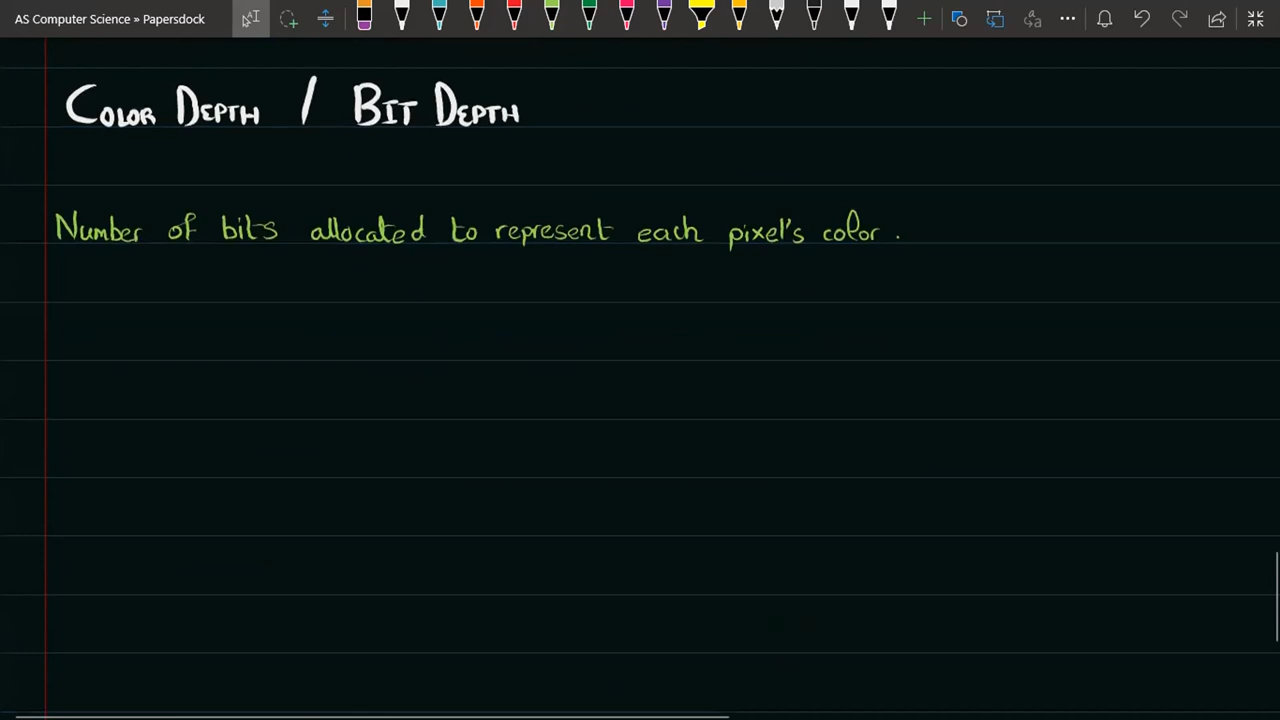 AS Computer Science » Papersdock
COLOR DEPTH / BIT DEPTH
Number of bits allocated to represent each pixel's color.